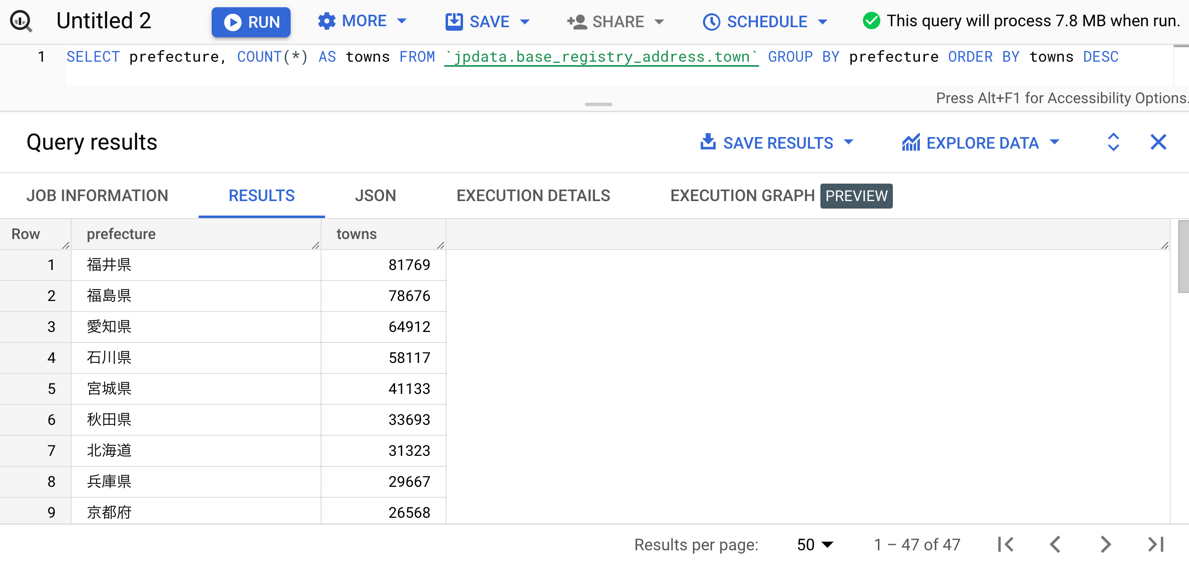 Untitled 2 RUN MORE SAVE SHARE SCHEDULE This query will process 7.8 MB when run.
1 SELECT prefecture, COUNT(*) AS towns FROM `jpdata.base_registry_address.town` GROUP BY prefecture ORDER BY towns DESC
Press Alt+F1 for Accessibility Options.
Query results SAVE RESULTS EXPLORE DATA
JOB INFORMATION RESULTS JSON EXECUTION DETAILS EXECUTION GRAPH PREVIEW
Row prefecture towns
1 福井県 81769
2 福島県 78676
3 愛知県 64912
4 石川県 58117
5 宮城県 41133
6 秋田県 33693
7 北海道 31323
8 兵庫県 29667
9 京都府 26568
Results per page: 50 1 – 47 of 47